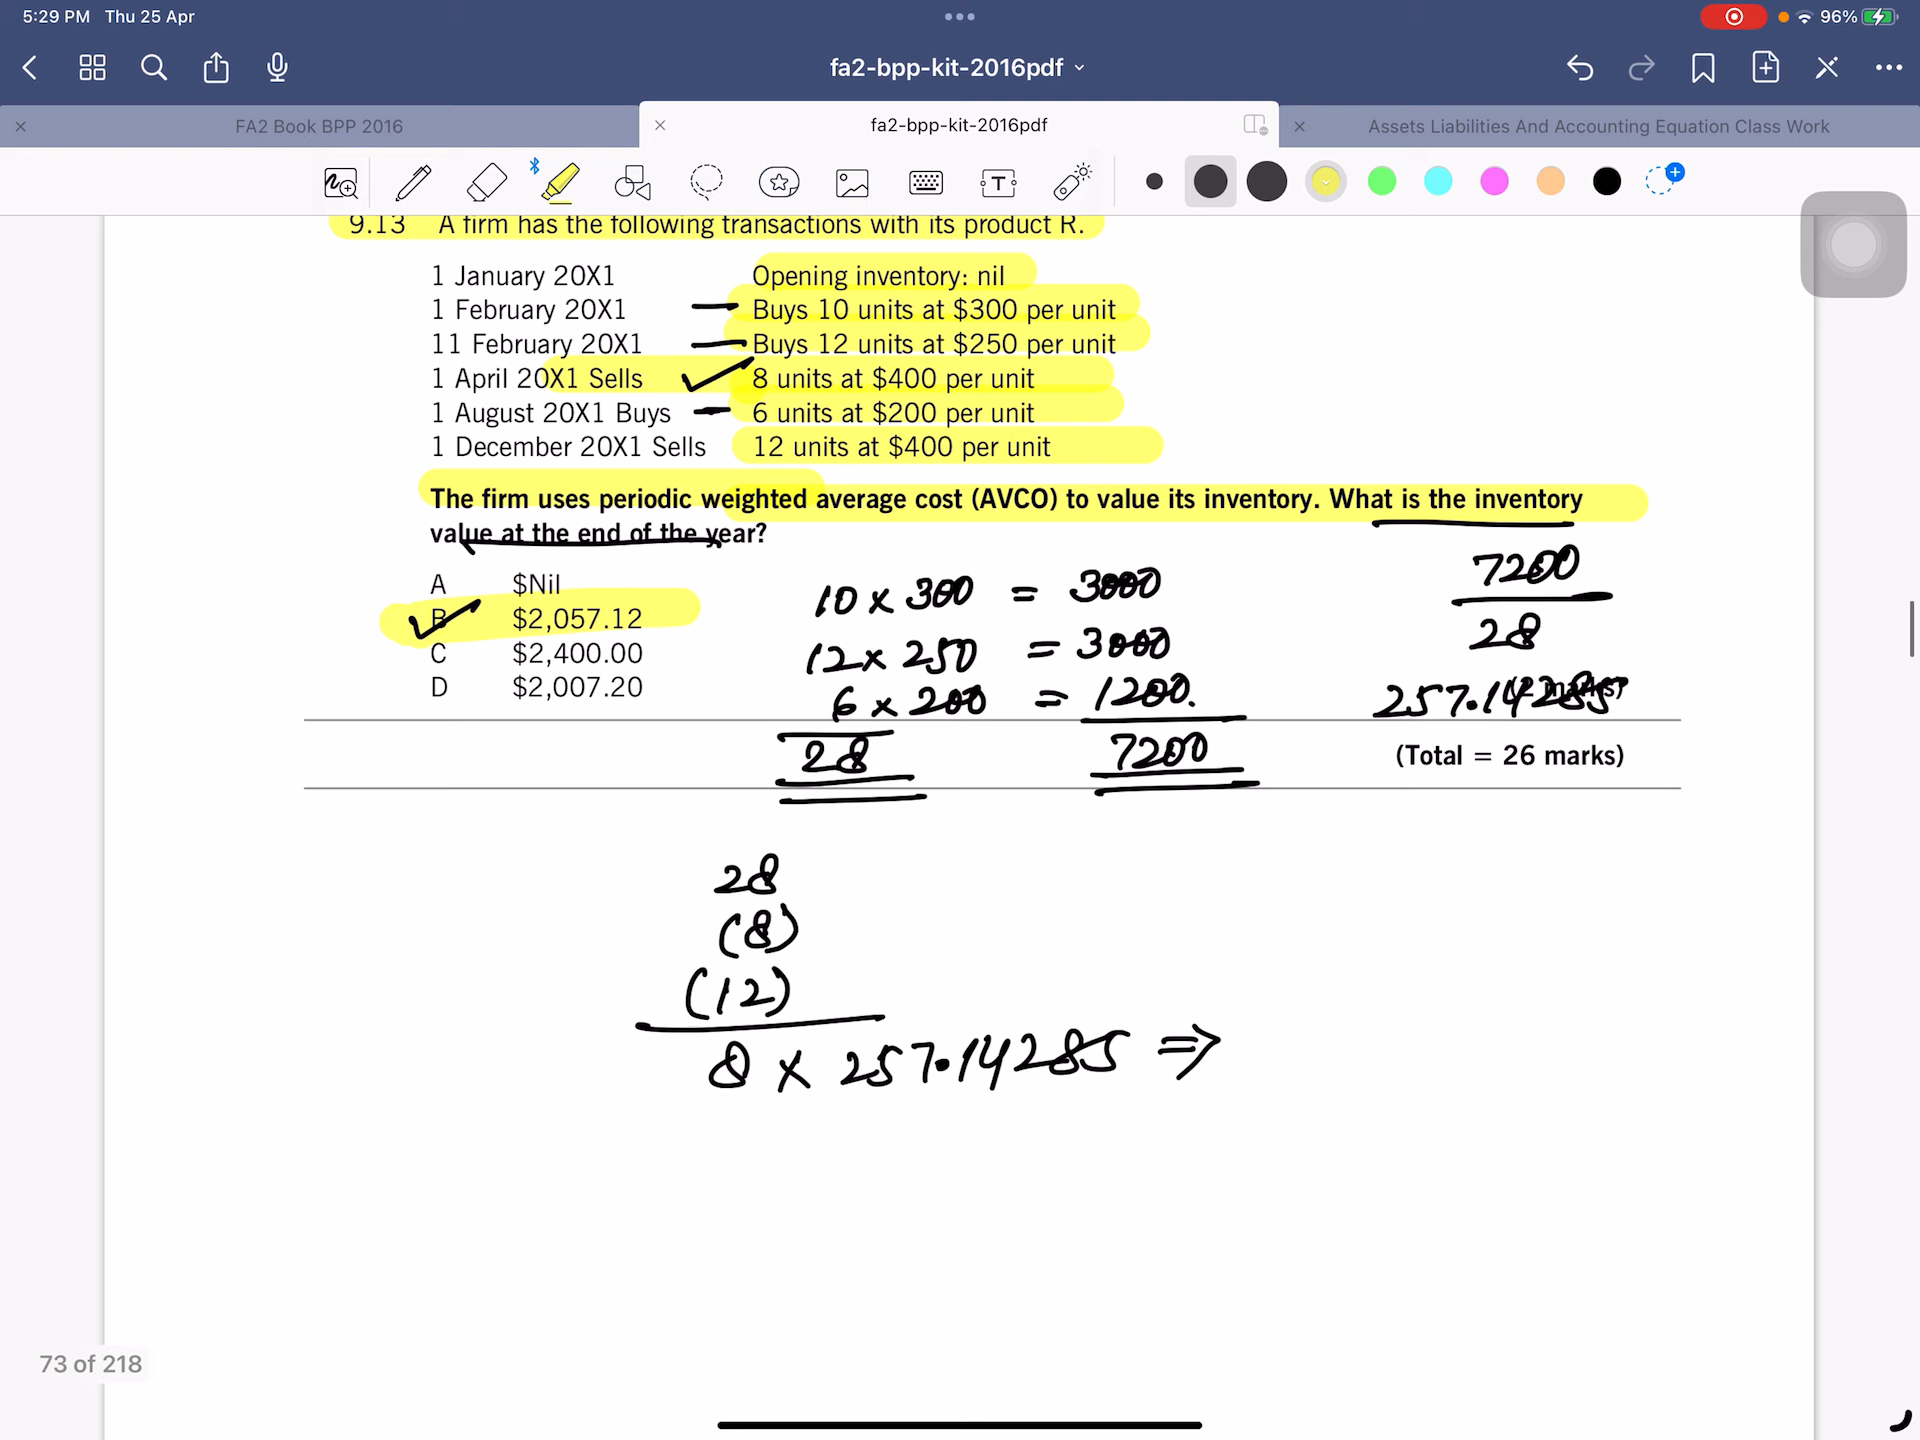 5:29 PM Thu 25 Apr
96%
fa2-bpp-kit-2016pdf
FA2 Book BPP 2016
fa2-bpp-kit-2016pdf
Assets Liabilities And Accounting Equation Class Work
9.13 A firm has the following transactions with its product R.
1 January 20X1 Opening inventory: nil
1 February 20X1 Buys 10 units at $300 per unit
11 February 20X1 Buys 12 units at $250 per unit
1 April 20X1 Sells 8 units at $400 per unit
1 August 20X1 Buys 6 units at $200 per unit
1 December 20X1 Sells 12 units at $400 per unit
The firm uses periodic weighted average cost (AVCO) to value its inventory. What is the inventory
value at the end of the year?
A $Nil
B $2,057.12
C $2,400.00
D $2,007.20
10 x 300 = 3000
12 x 250 = 3000
6 x 200 = 1200.
28 7200
7200
28
257.14285
(2 marks)
(Total = 26 marks)
28
(8)
(12)
8 x 257.14285 ⇒
73 of 218